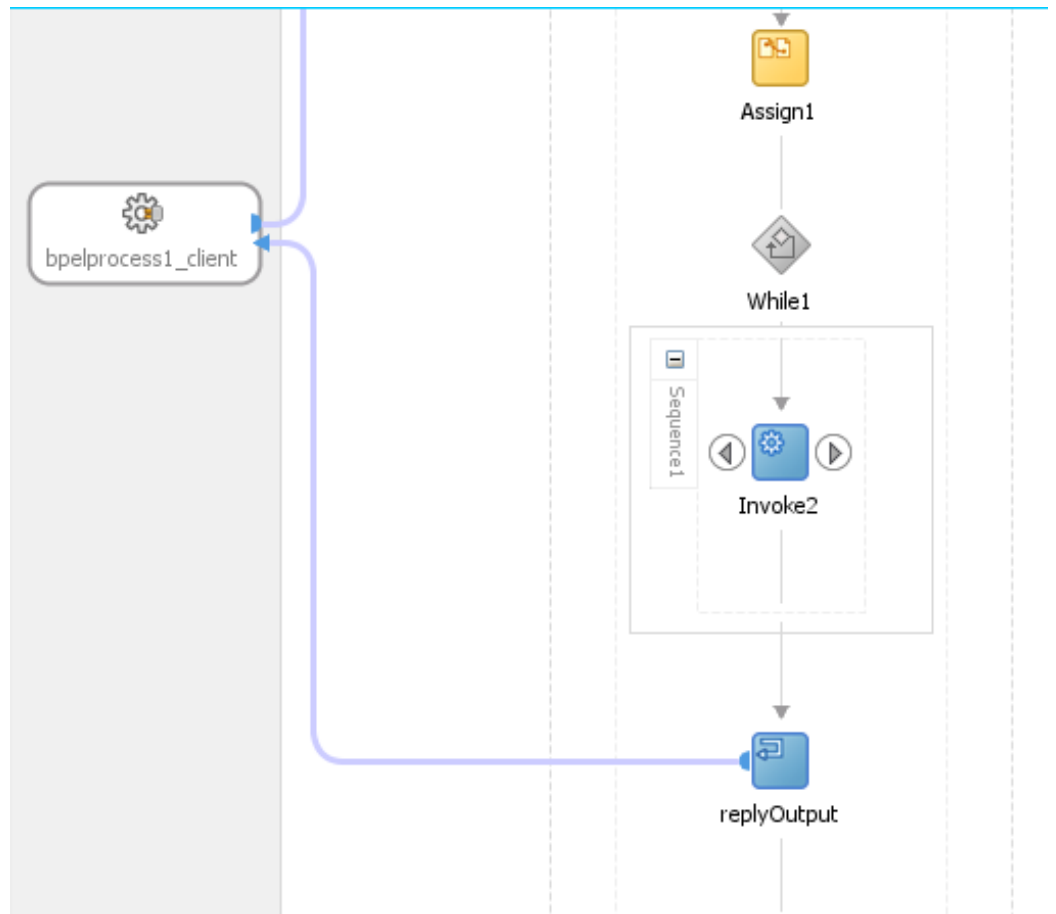 Assign1
bpelprocess1_client
While1
Sequence1
Invoke2
replyOutput